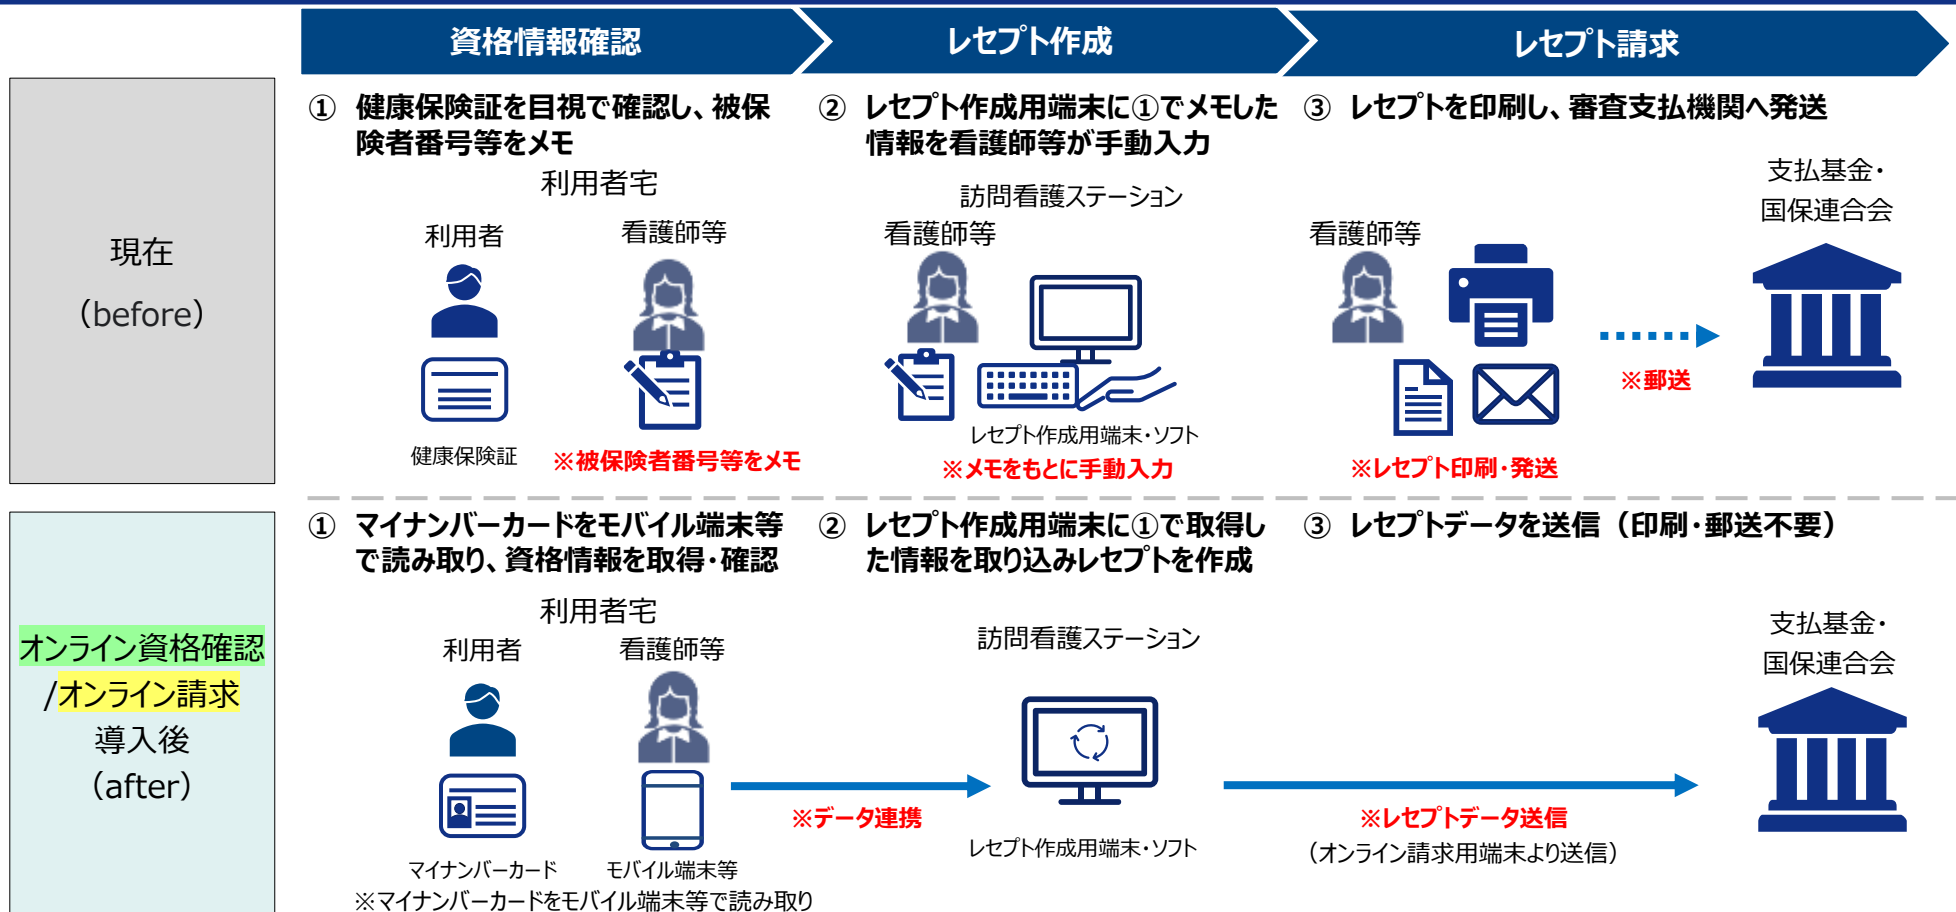 資格情報確認
レセプト作成
レセプト請求
現在
（before）
① 健康保険証を目視で確認し、被保
険者番号等をメモ
利用者宅
利用者
看護師等
健康保険証
※被保険者番号等をメモ
② レセプト作成用端末に①でメモした
情報を看護師等が手動入力
訪問看護ステーション
看護師等
レセプト作成用端末・ソフト
※メモをもとに手動入力
③ レセプトを印刷し、審査支払機関へ発送
看護師等
※レセプト印刷・発送
※郵送
支払基金・
国保連合会
オンライン資格確認
/オンライン請求
導入後
（after）
① マイナンバーカードをモバイル端末等
で読み取り、資格情報を取得・確認
利用者宅
利用者
看護師等
マイナンバーカード
モバイル端末等
※マイナンバーカードをモバイル端末等で読み取り
※データ連携
② レセプト作成用端末に①で取得し
た情報を取り込みレセプトを作成
訪問看護ステーション
レセプト作成用端末・ソフト
③ レセプトデータを送信（印刷・郵送不要）
※レセプトデータ送信
（オンライン請求用端末より送信）
支払基金・
国保連合会